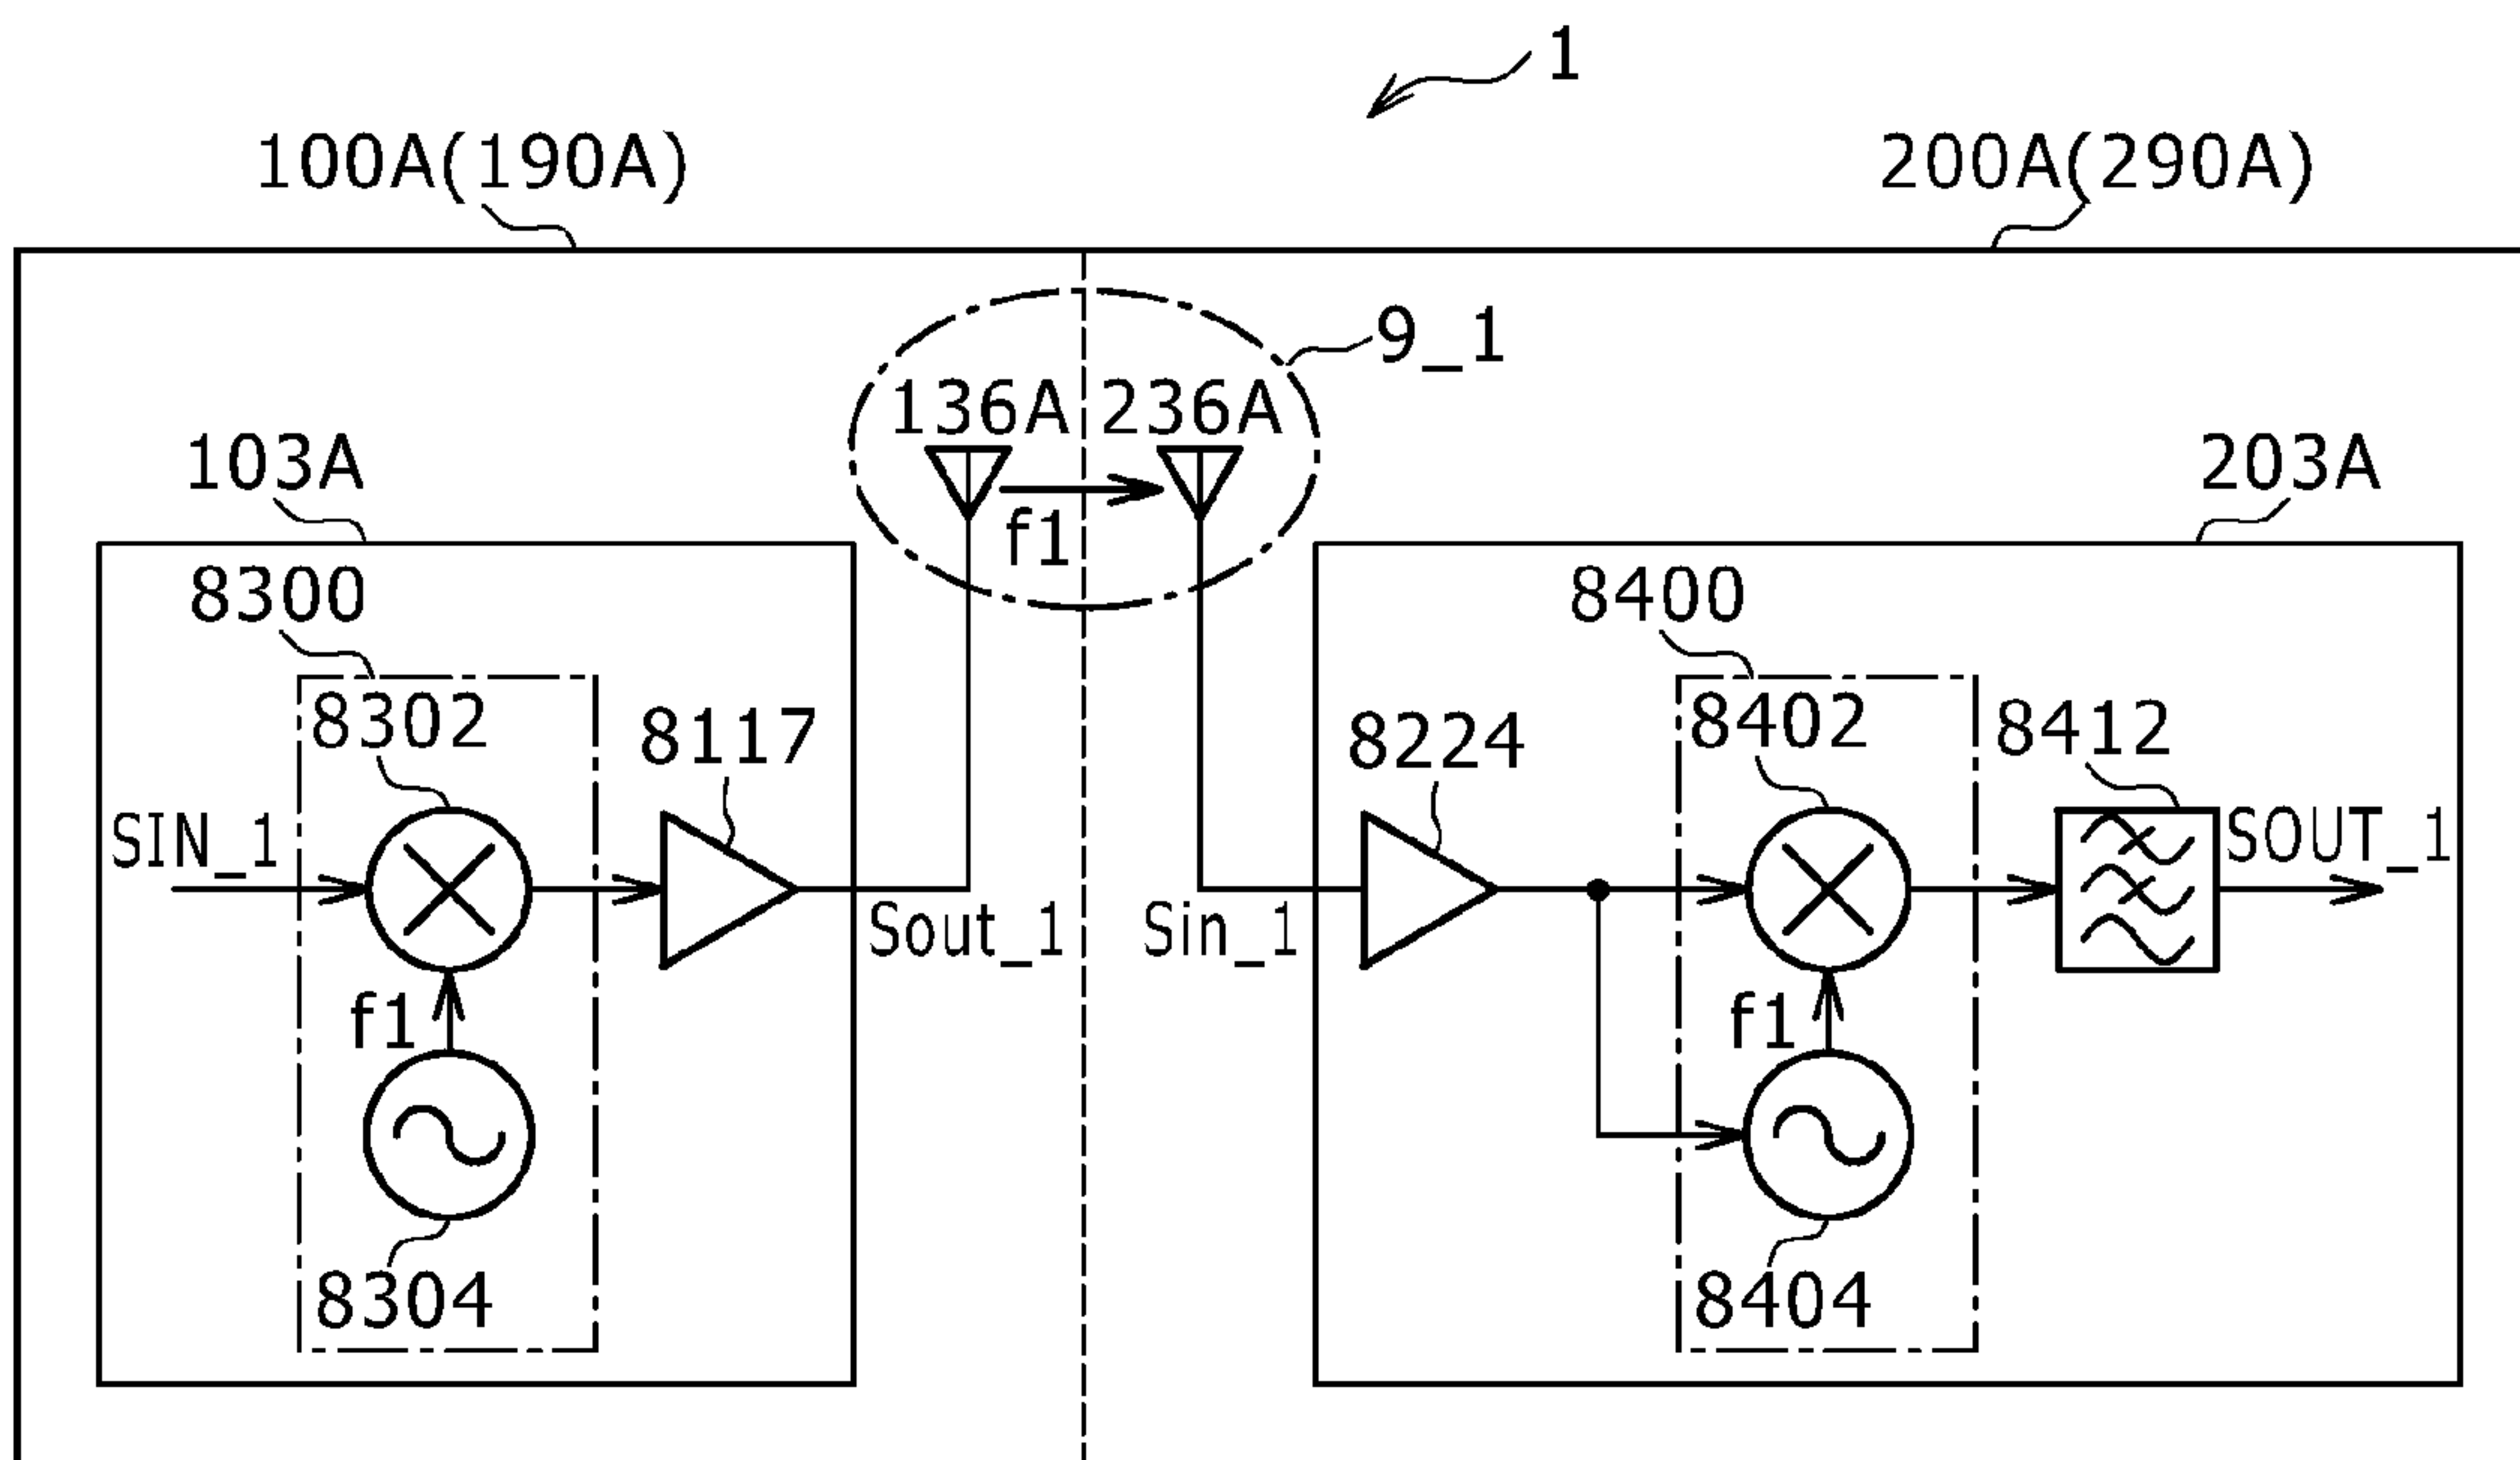 1
100A(190A)
200A(290A)
9_1
136A
236A
f1
103A
203A
8300
8302
8117
SIN_1
f1
8304
Sout_1
Sin_1
8224
8400
8402
8412
SOUT_1
f1
8404